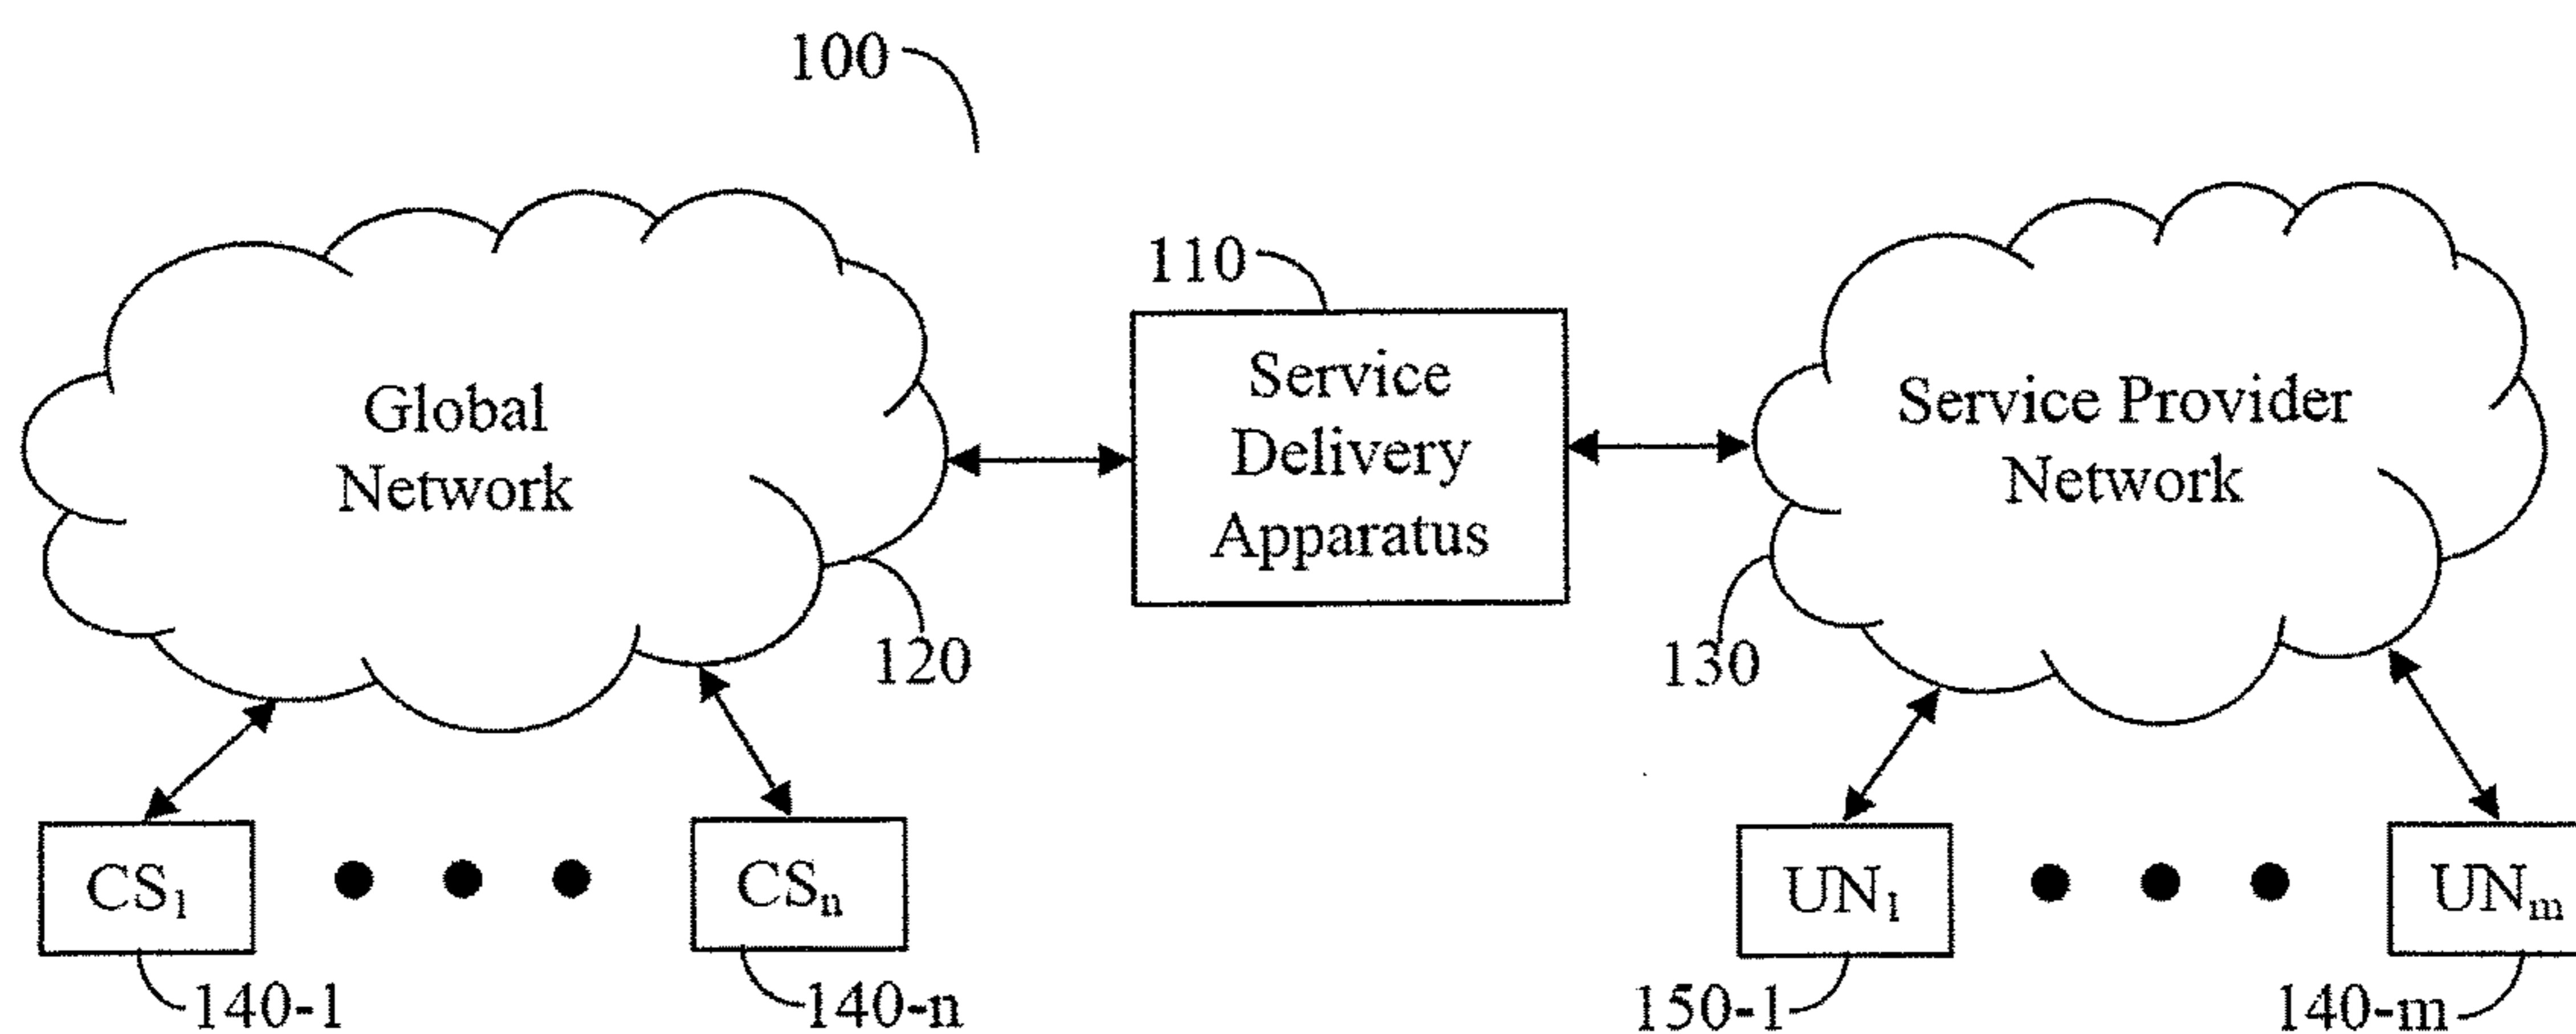 100
110
Global
Network
Service
Delivery
Apparatus
Service Provider
Network
120
130
CS₁
CSₙ
UN₁
UNₘ
140-1
140-n
150-1
140-m